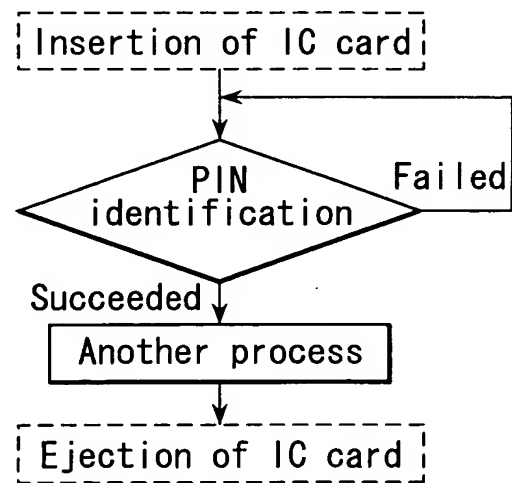 Insertion of IC card
PIN
identification
Failed
Succeeded
Another process
Ejection of IC card